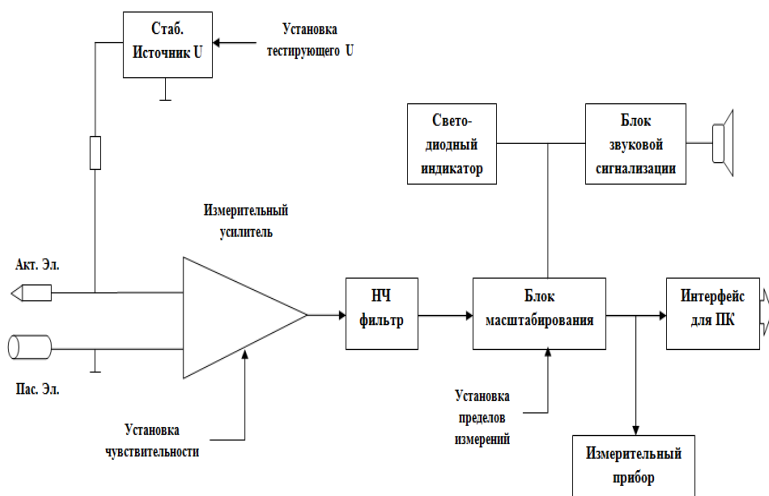 Стаб.
Источник U
Установка
тестирующего U
Свето-
диодный
индикатор
Блок
звуковой
сигнализации
Измерительный
усилитель
Акт. Эл.
НЧ
фильтр
Блок
масштабирования
Интерфейс
для ПК
Пас. Эл.
Установка
чувствительности
Установка
пределов
измерений
Измерительный
прибор